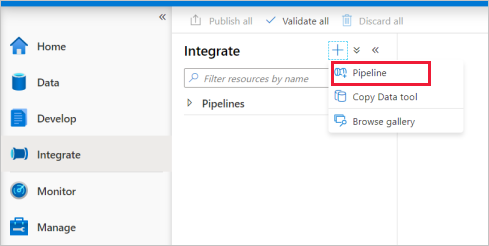 Publish all
Validate all
Discard all
Home
Data
Develop
Integrate
Monitor
Manage
Integrate
Filter resources by name
Pipelines
Pipeline
Copy Data tool
Browse gallery